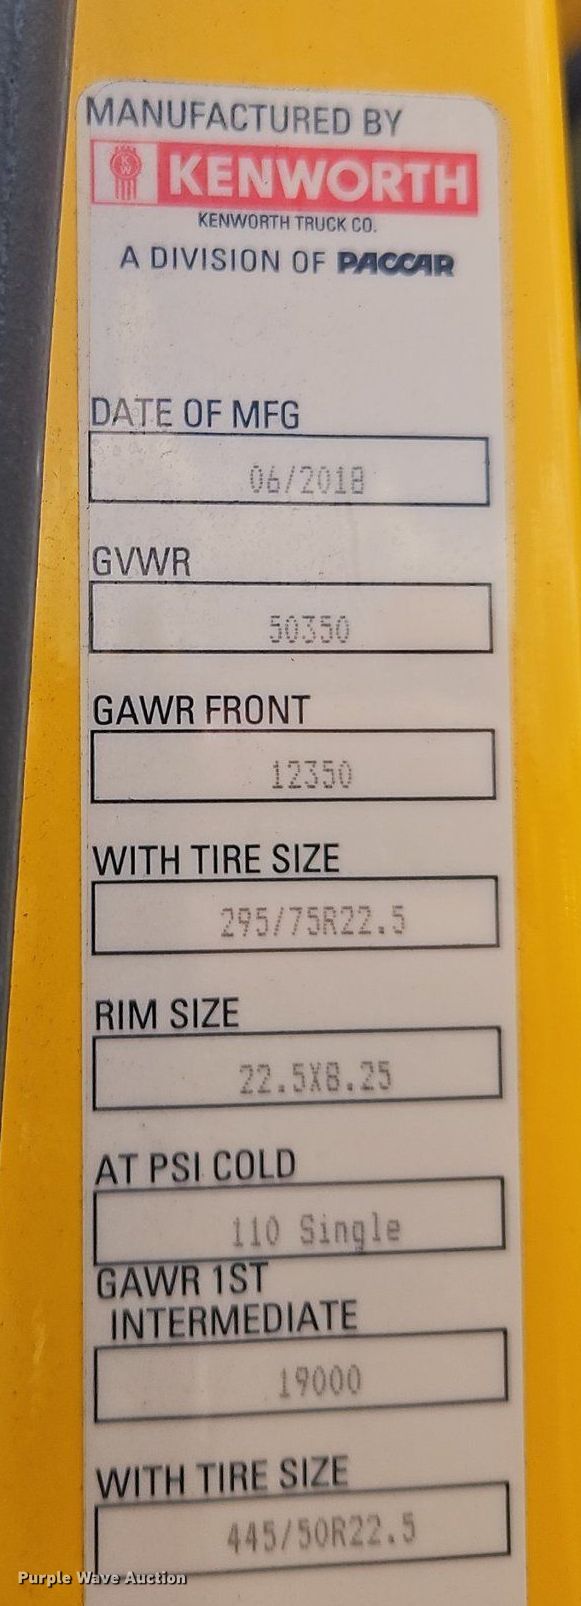 MANUFACTURED BY
KW
KENWORTH
KENWORTH TRUCK CO.
A DIVISION OF PACCAR
DATE OF MFG
06/2018
GVWR
50350
GAWR FRONT
12350
WITH TIRE SIZE
295/75R22.5
RIM SIZE
22.5X8.25
AT PSI COLD
110 Single
GAWR 1ST
INTERMEDIATE
19000
WITH TIRE SIZE
445/50R22.5
Purple Wave Auction